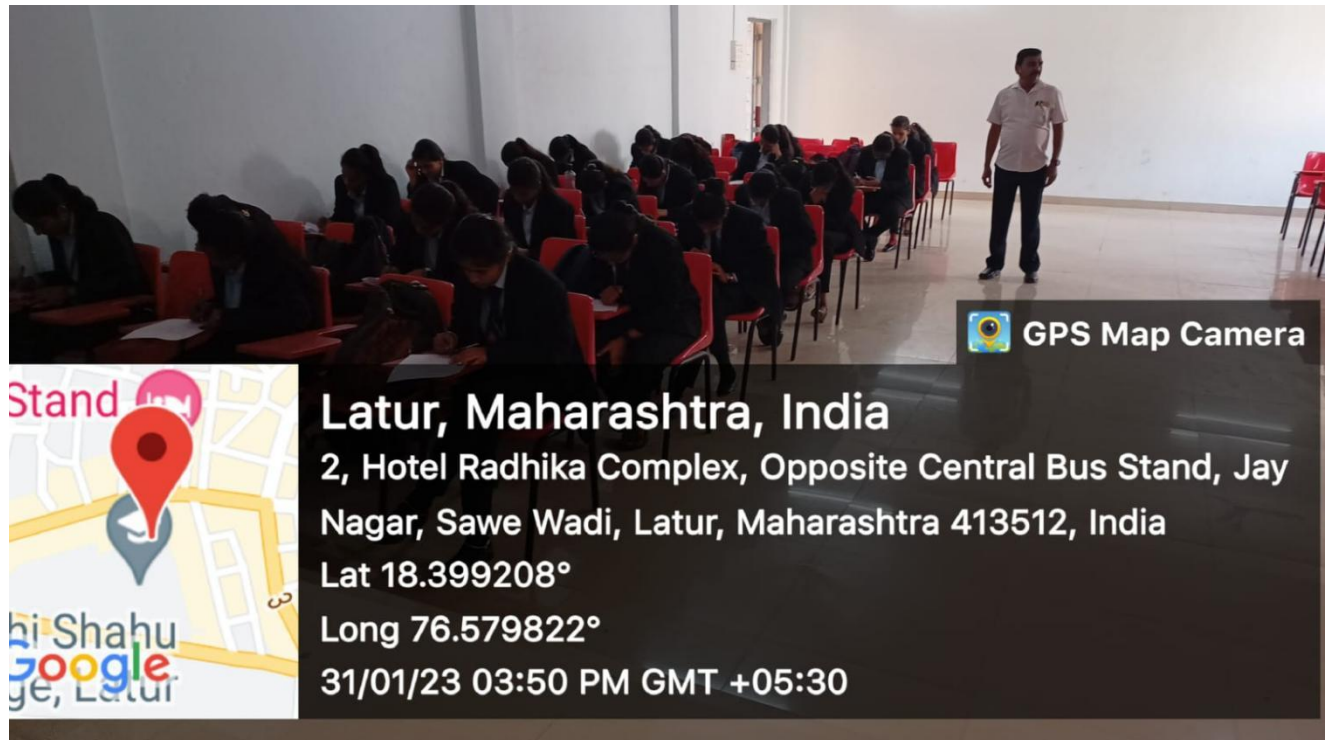 GPS Map Camera
Stand
Shahu
Google
Latur
Latur, Maharashtra, India
2, Hotel Radhika Complex, Opposite Central Bus Stand, Jay
Nagar, Sawe Wadi, Latur, Maharashtra 413512, India
Lat 18.399208°
Long 76.579822°
31/01/23 03:50 PM GMT +05:30